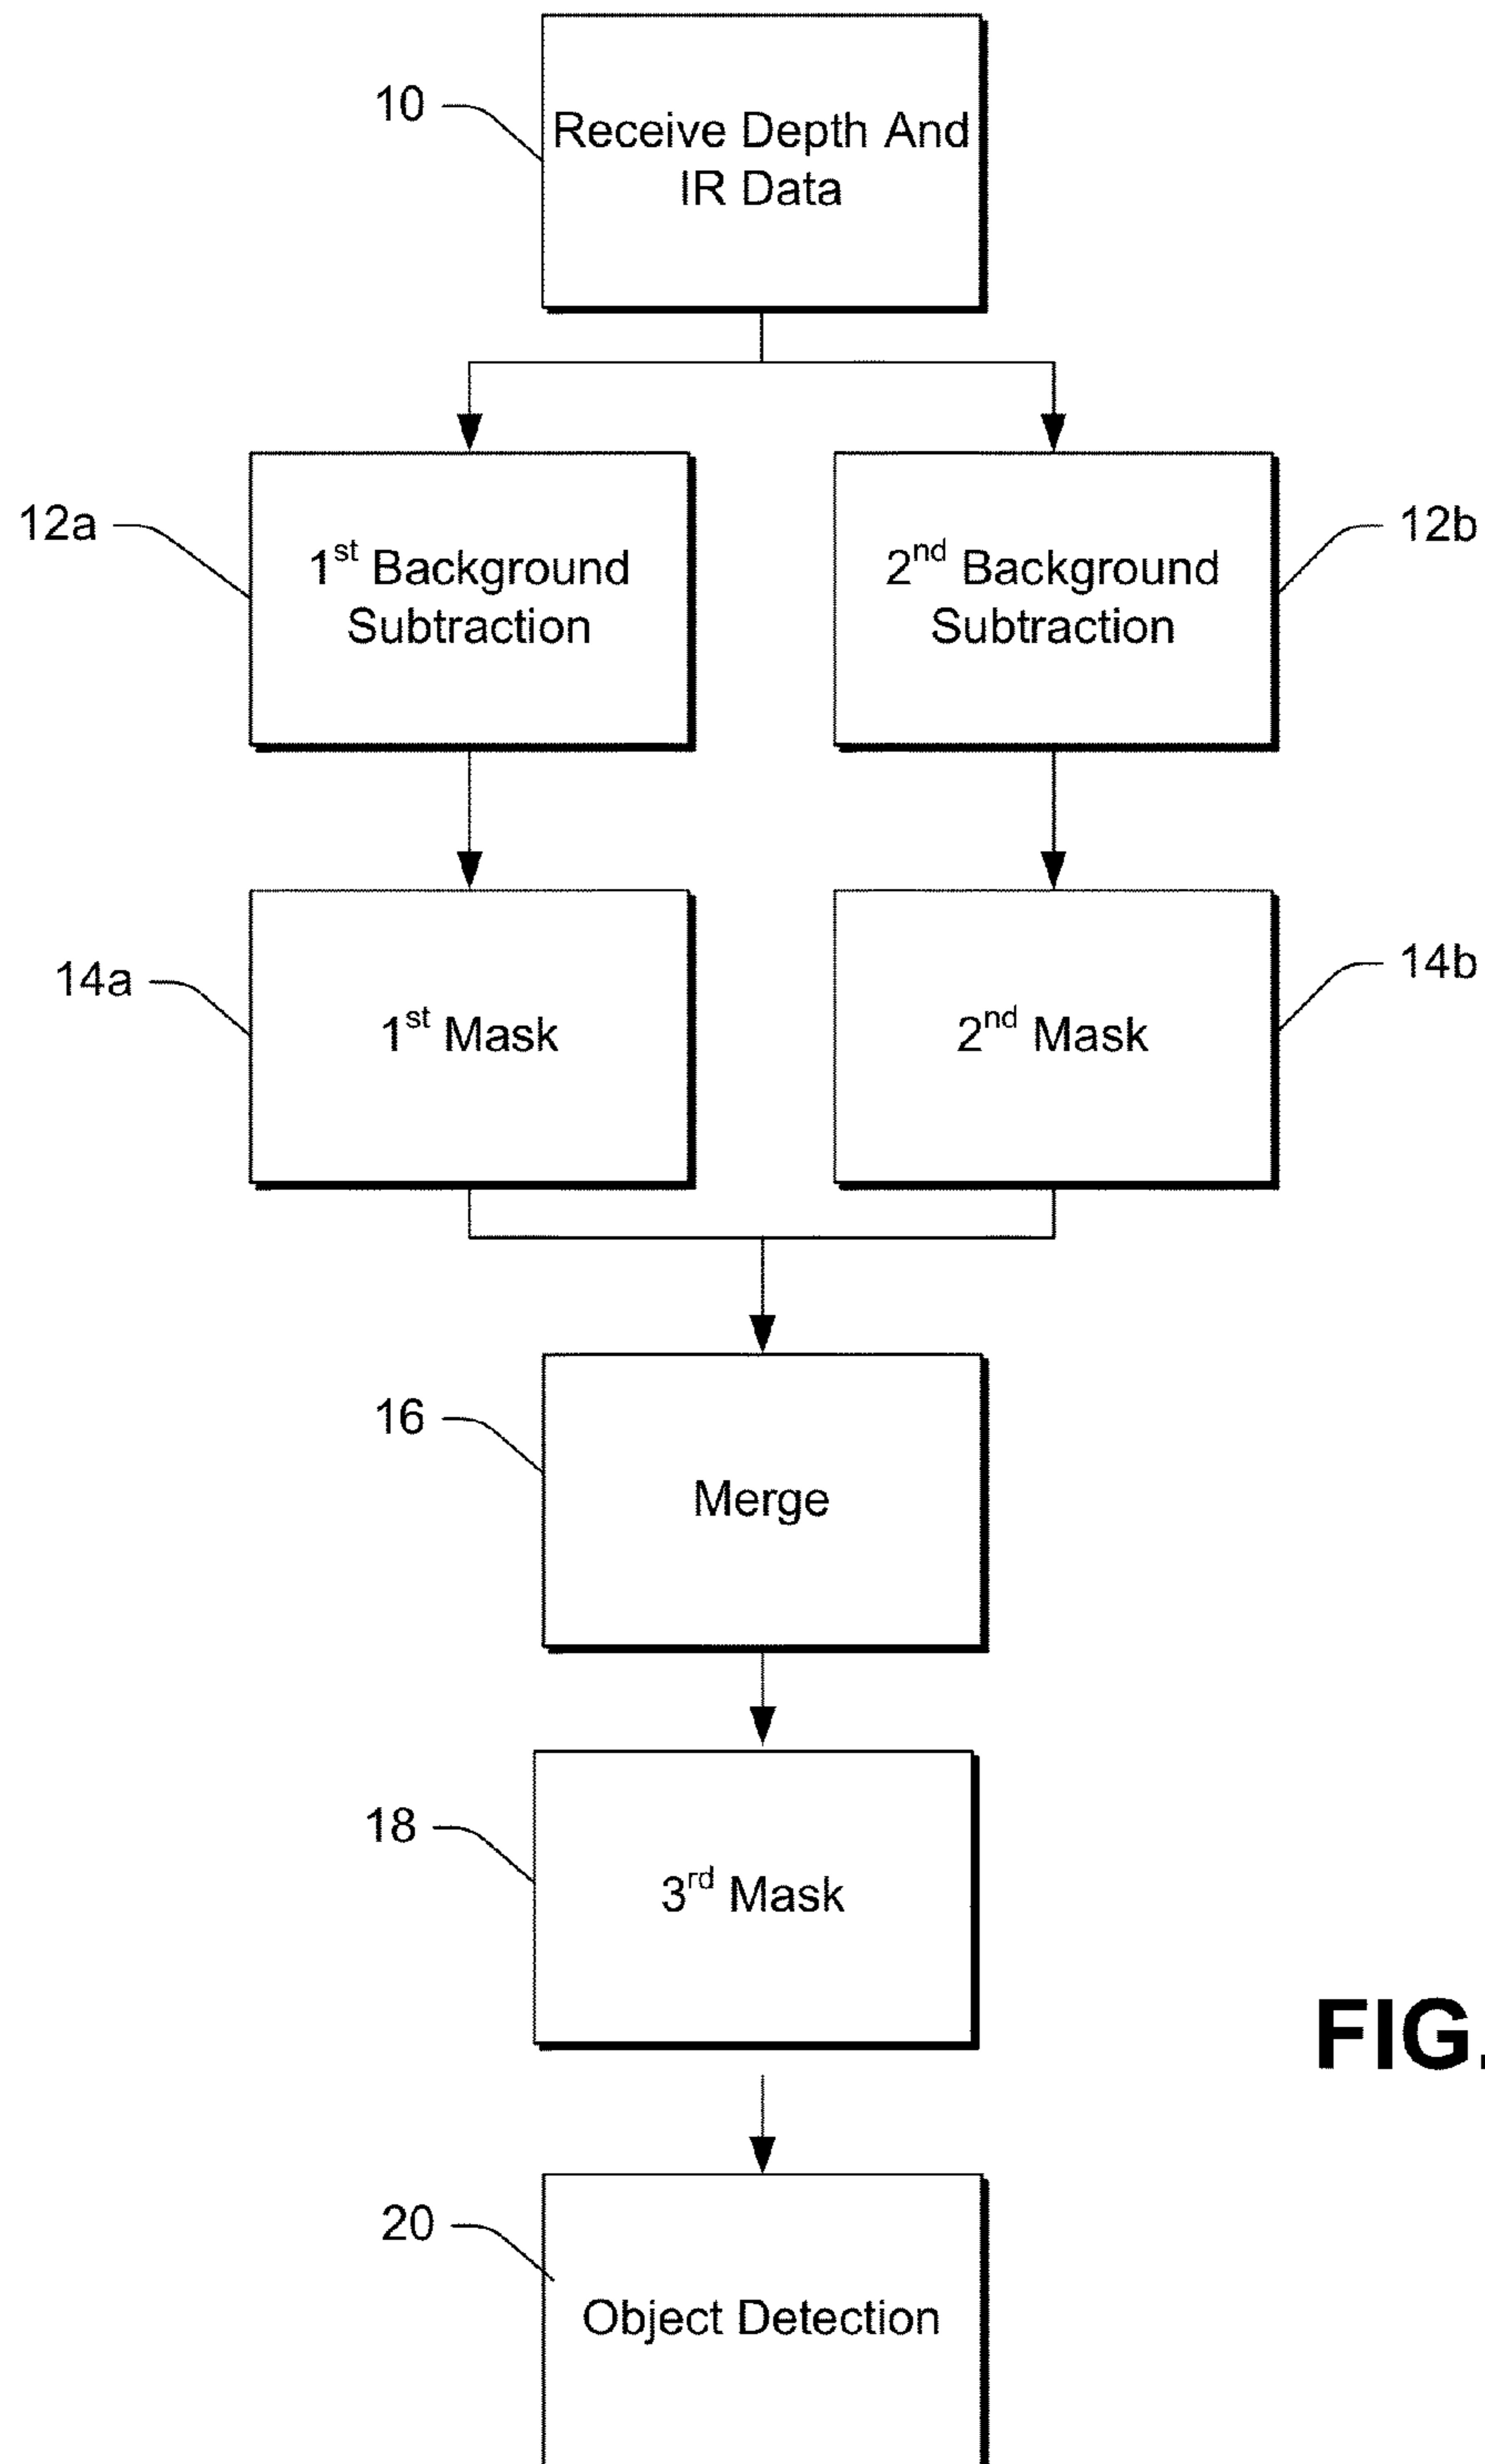 10
Receive Depth And
IR Data
12a
1st Background
Subtraction
2nd Background
Subtraction
12b
14a
1st Mask
2nd Mask
14b
16
Merge
18
3rd Mask
FIG.
20
Object Detection